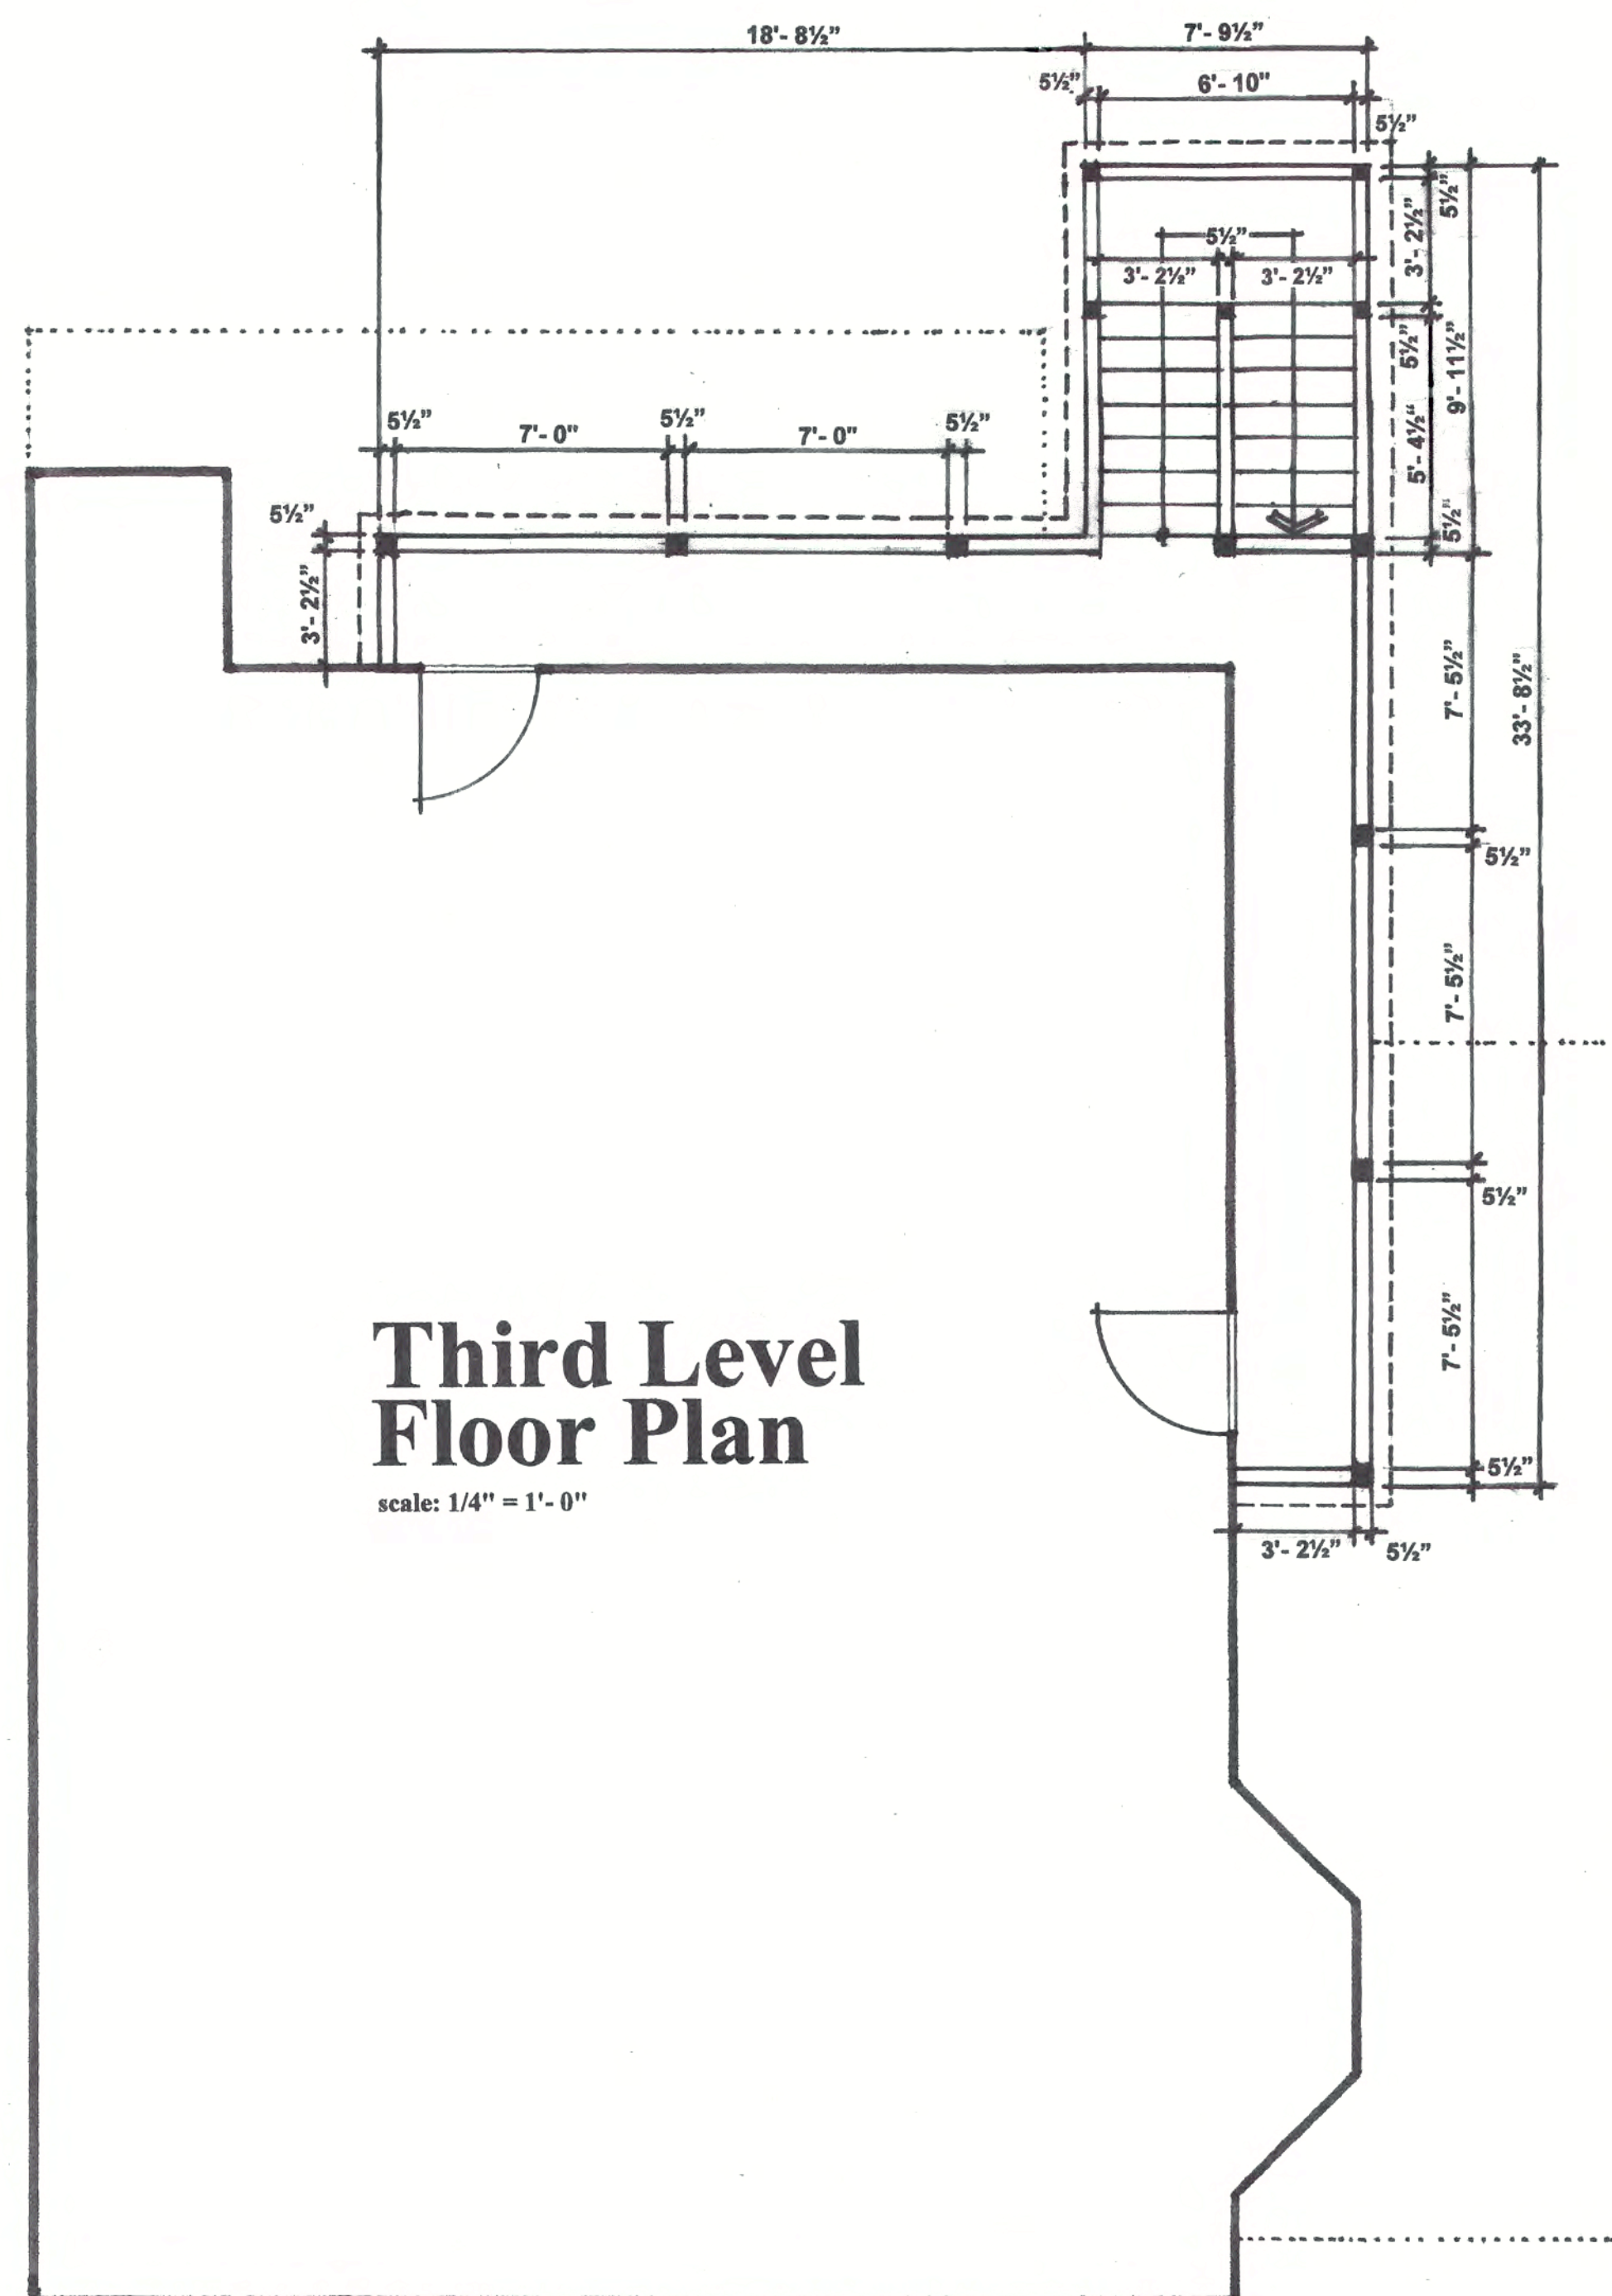 18'- 8½” 7'- 9½”
5½” 6'- 10"
5½”
5½”
3'- 2½”
5½”
3'- 2½” 3'- 2½”
5½”
9'- 11½”
5'- 4½“
5½”
5½” 5½” 5½”
7'- 0" 7'- 0"
5½”
3'- 2½”
7'- 5½”
33'- 8½”
5½”
7'- 5½”
5½”
7'- 5½”
Third Level
Floor Plan
scale: 1/4" = 1'- 0"
5½”
3'- 2½” 5½”